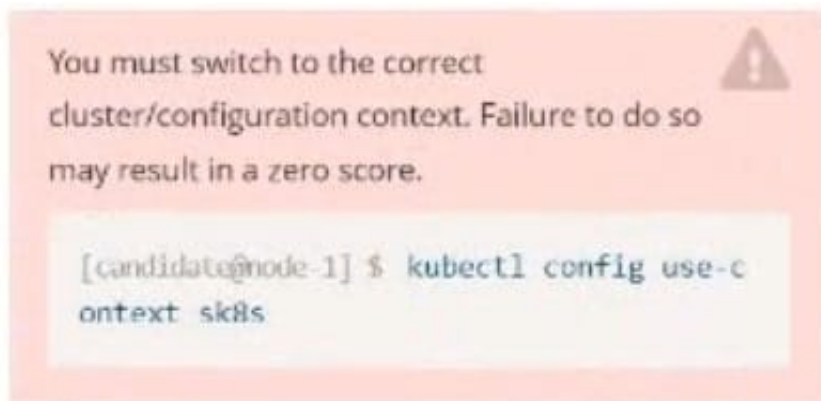 You must switch to the correct
cluster/configuration context. Failure to do so
may result in a zero score.
[candidate@node-1] $ kubectl config use-c
ontext sk8s